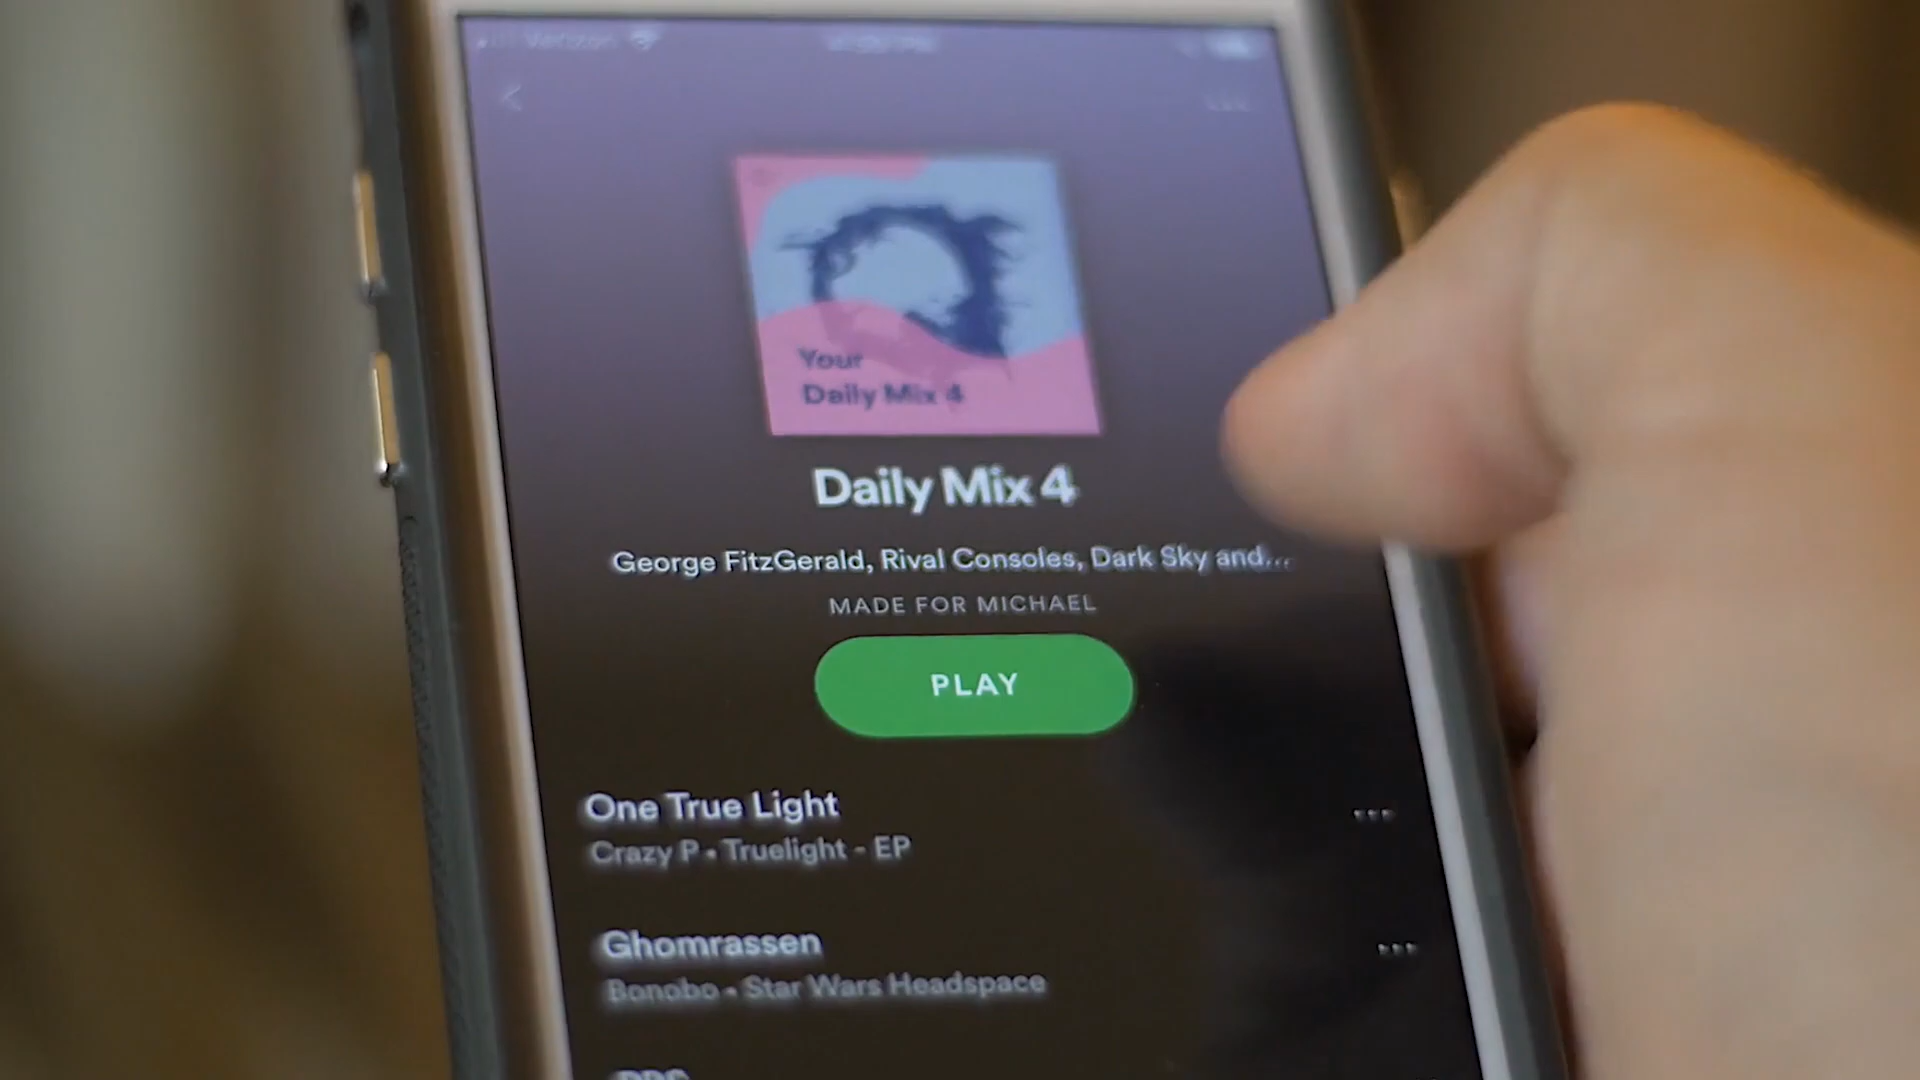 Verizon
Your
Daily Mix 4
Daily Mix 4
George FitzGerald, Rival Consoles, Dark Sky and...
MADE FOR MICHAEL
PLAY
One True Light
Crazy P • Truelight - EP
Ghomrassen
Bonobo • Star Wars Headspace